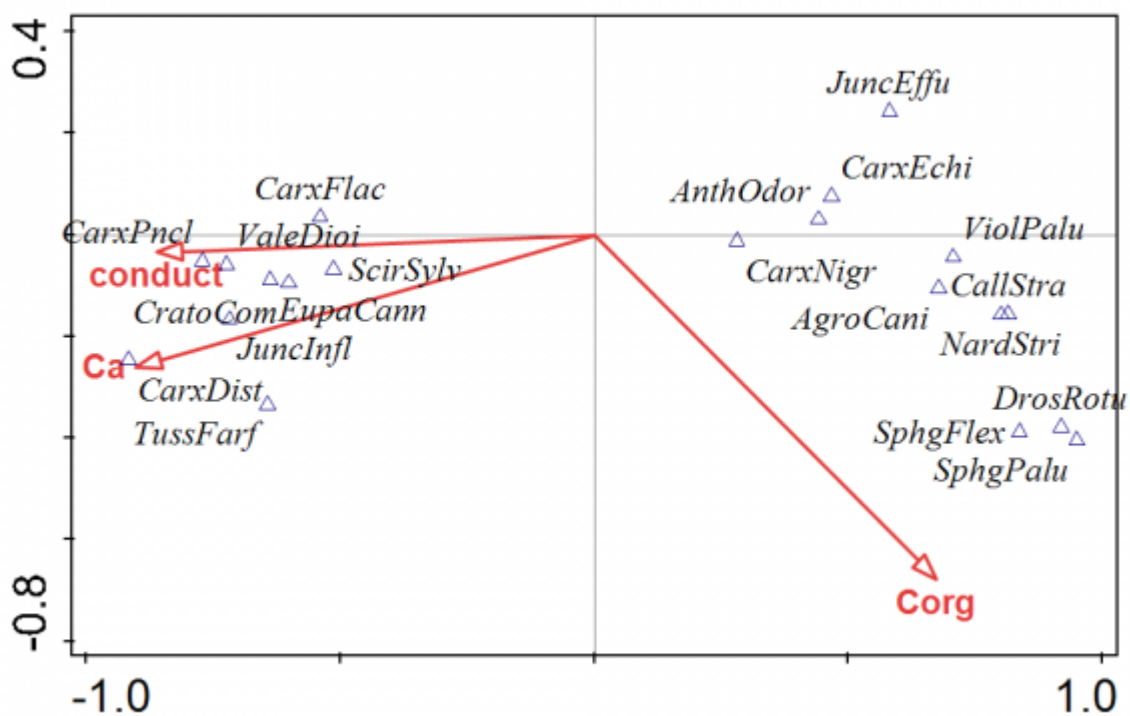 0.4
JuncEffu
CarxFlac
AnthOdor
CarxEchi
CarxPncl
ValeDioi
ViolPalu
conduct
ScirSylv
CarxNigr
CallStra
CratoComEupaCann
AgroCani
JuncInfl
NardStri
Ca
CarxDist
DrosRotu
TussFarf
SphgFlex
SphgPalu
Corg
-0.8
-1.0
1.0